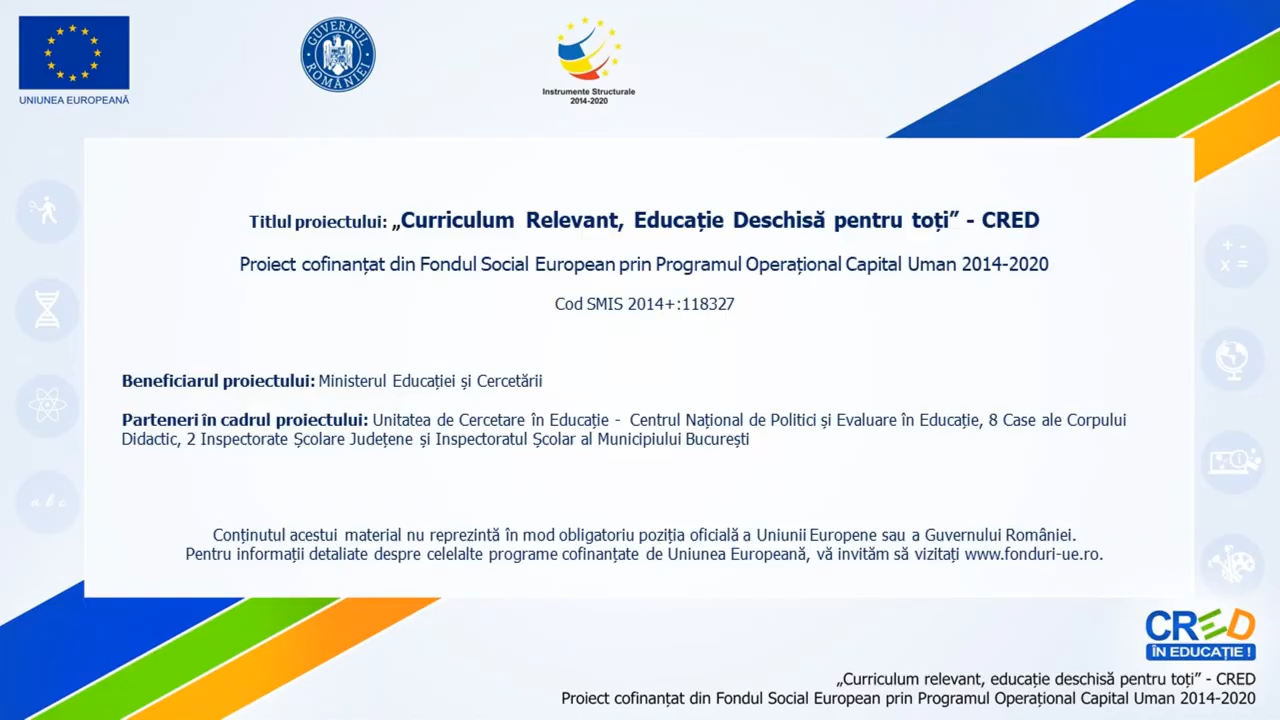 UNIUNEA EUROPEANĂ
GUVERNUL ROMÂNIEI
Instrumente Structurale
2014-2020
Titlul proiectului: „Curriculum Relevant, Educație Deschisă pentru toți” - CRED
Proiect cofinanțat din Fondul Social European prin Programul Operațional Capital Uman 2014-2020
Cod SMIS 2014+:118327
Beneficiarul proiectului: Ministerul Educației și Cercetării
Parteneri în cadrul proiectului: Unitatea de Cercetare în Educație - Centrul Național de Politici și Evaluare în Educație, 8 Case ale Corpului
Didactic, 2 Inspectorate Școlare Județene și Inspectoratul Școlar al Municipiului București
Conținutul acestui material nu reprezintă în mod obligatoriu poziția oficială a Uniunii Europene sau a Guvernului României.
Pentru informații detaliate despre celelalte programe cofinanțate de Uniunea Europeană, vă invităm să vizitați www.fonduri-ue.ro.
+ -
x =
a b c
CRED
ÎN EDUCAȚIE !
„Curriculum relevant, educație deschisă pentru toți” - CRED
Proiect cofinanțat din Fondul Social European prin Programul Operațional Capital Uman 2014-2020